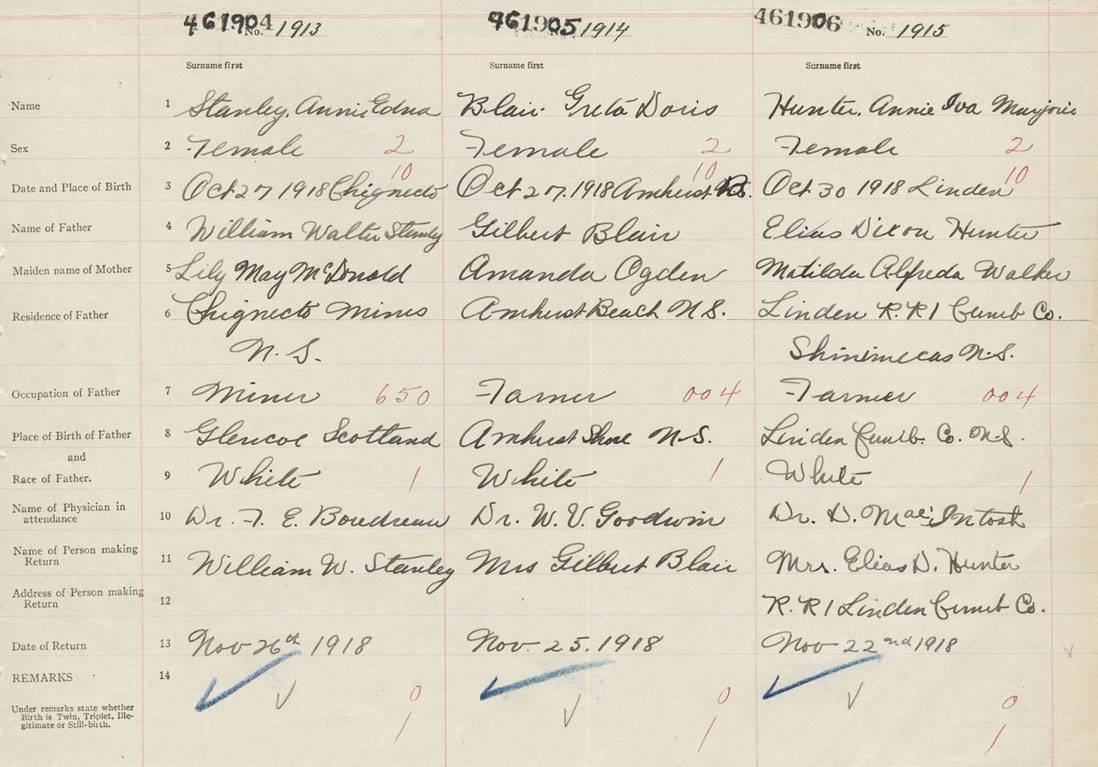 461904 No. 1913 461905 1914 461906 No. 1915
Surname first Surname first Surname first
Name 1 Stanley, Annie Edna Blair Greta Doris Hunter, Annie Iva Marjorie
Sex 2 Female 2 Female 2 Female 2
10 10 10
Date and Place of Birth 3 Oct 27 1918 Chignecto Oct 27, 1918 Amherst N.S. Oct 30 1918 Linden
Name of Father 4 William Walter Stanley Gilbert Blair Elias Dixon Hunter
Maiden name of Mother 5 Lily May McDonald Amanda Ogden Matilda Alfreda Walker
Residence of Father 6 Chignecto Mines Amherst Beach N.S. Linden R.R 1 Cumb Co.
N.S. Shinimecas N.S.
Occupation of Father 7 Miner 650 Farmer 004 Farmer 004
Place of Birth of Father 8 Glencoe Scotland Amherst Shore N.S. Linden Cumb. Co. N.S.
and
Race of Father. 9 White 1 White 1 White 1
Name of Physician in attendance 10 Dr. F. E. Boudreau Dr. W. V. Goodwin Dr. D. MacIntosh
Name of Person making Return 11 William W. Stanley Mrs Gilbert Blair Mrs. Elias D. Hunter
Address of Person making Return 12 R. R 1 Linden Cumb Co.
Date of Return 13 Nov 26th 1918 Nov. 25. 1918 Nov 22nd 1918
REMARKS 14
0 0 0
Under remarks state whether
Birth is Twin, Triplet, Ille-
gitimate or Still-birth.
1 1 1